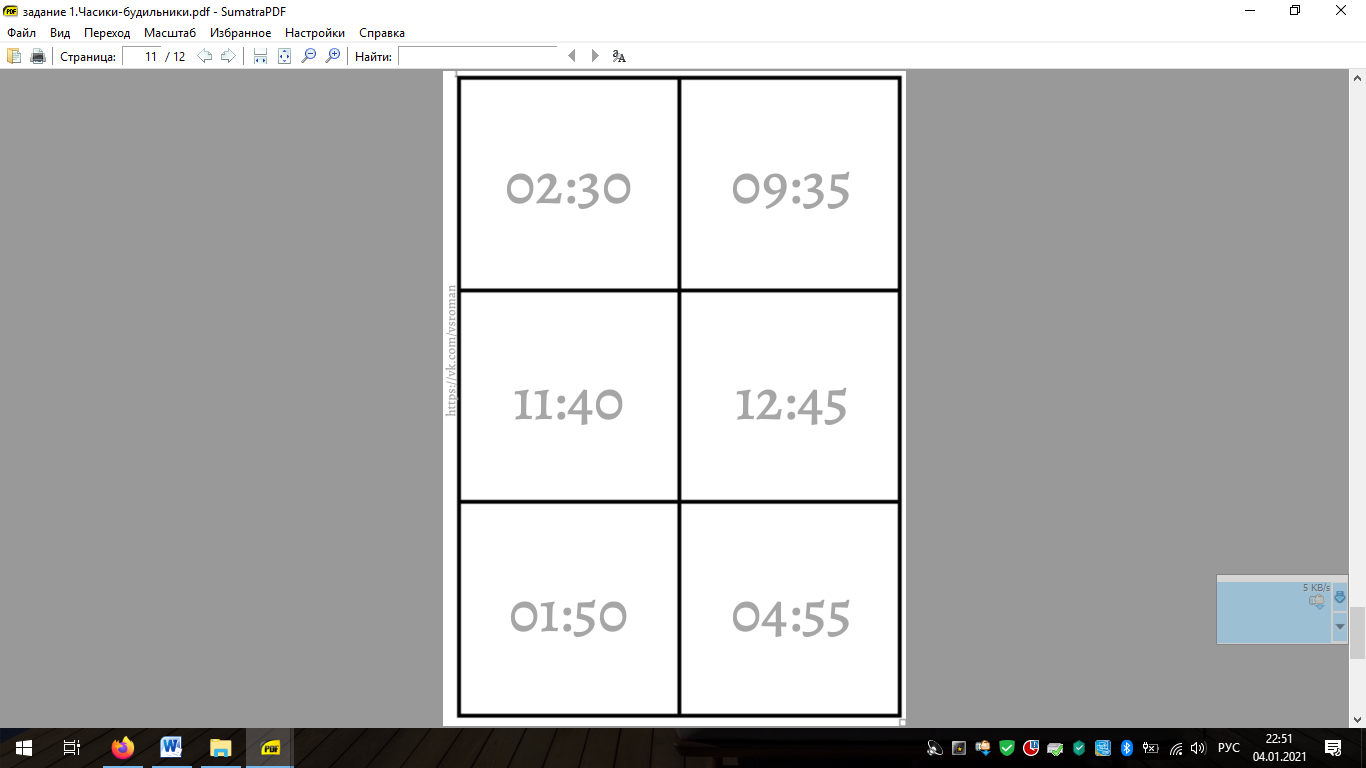 задание 1.Часики-будильники.pdf - SumatraPDF
Файл Вид Переход Масштаб Избранное Настройки Справка
Страница: 11 / 12 Найти:
02:30 09:35
https://vk.com/vsroman
11:40 12:45
5 KB/s
01:50 04:55
РУС
22:51
04.01.2021